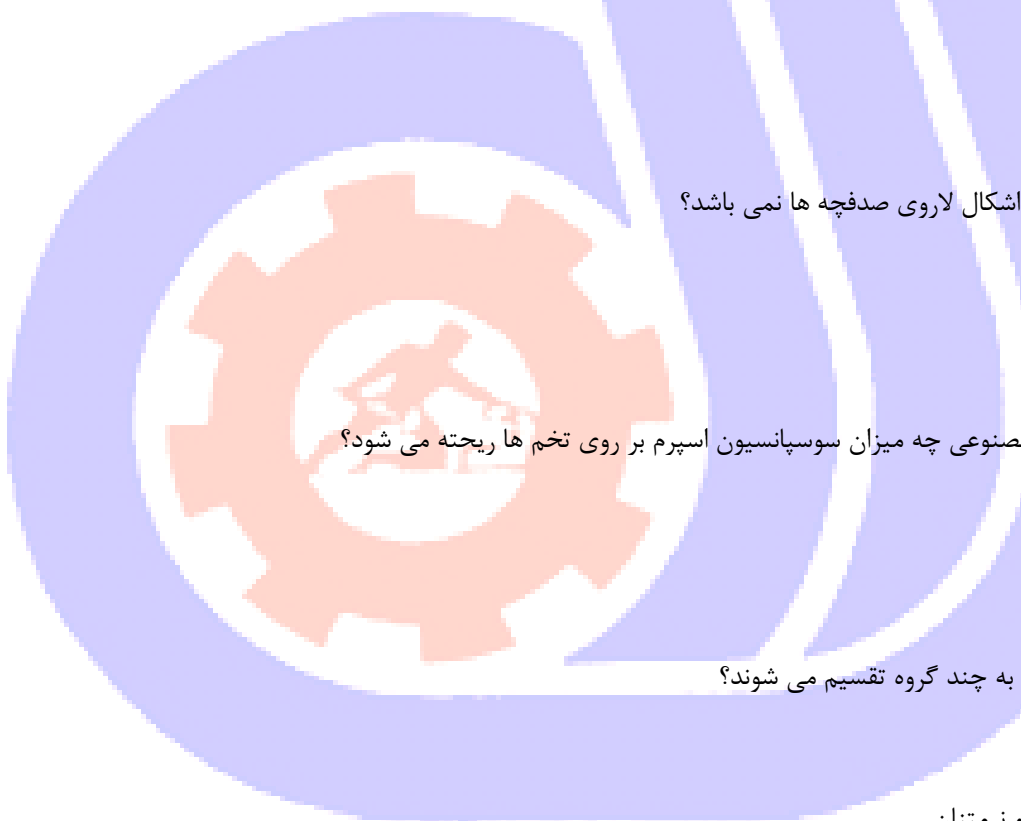 اشکال لاروی صدفچه ها نمی باشد؟
صنوعی چه میزان سوسپانسیون اسپرم بر روی تخم ها ریحته می شود؟
به چند گروه تقسیم می شوند؟